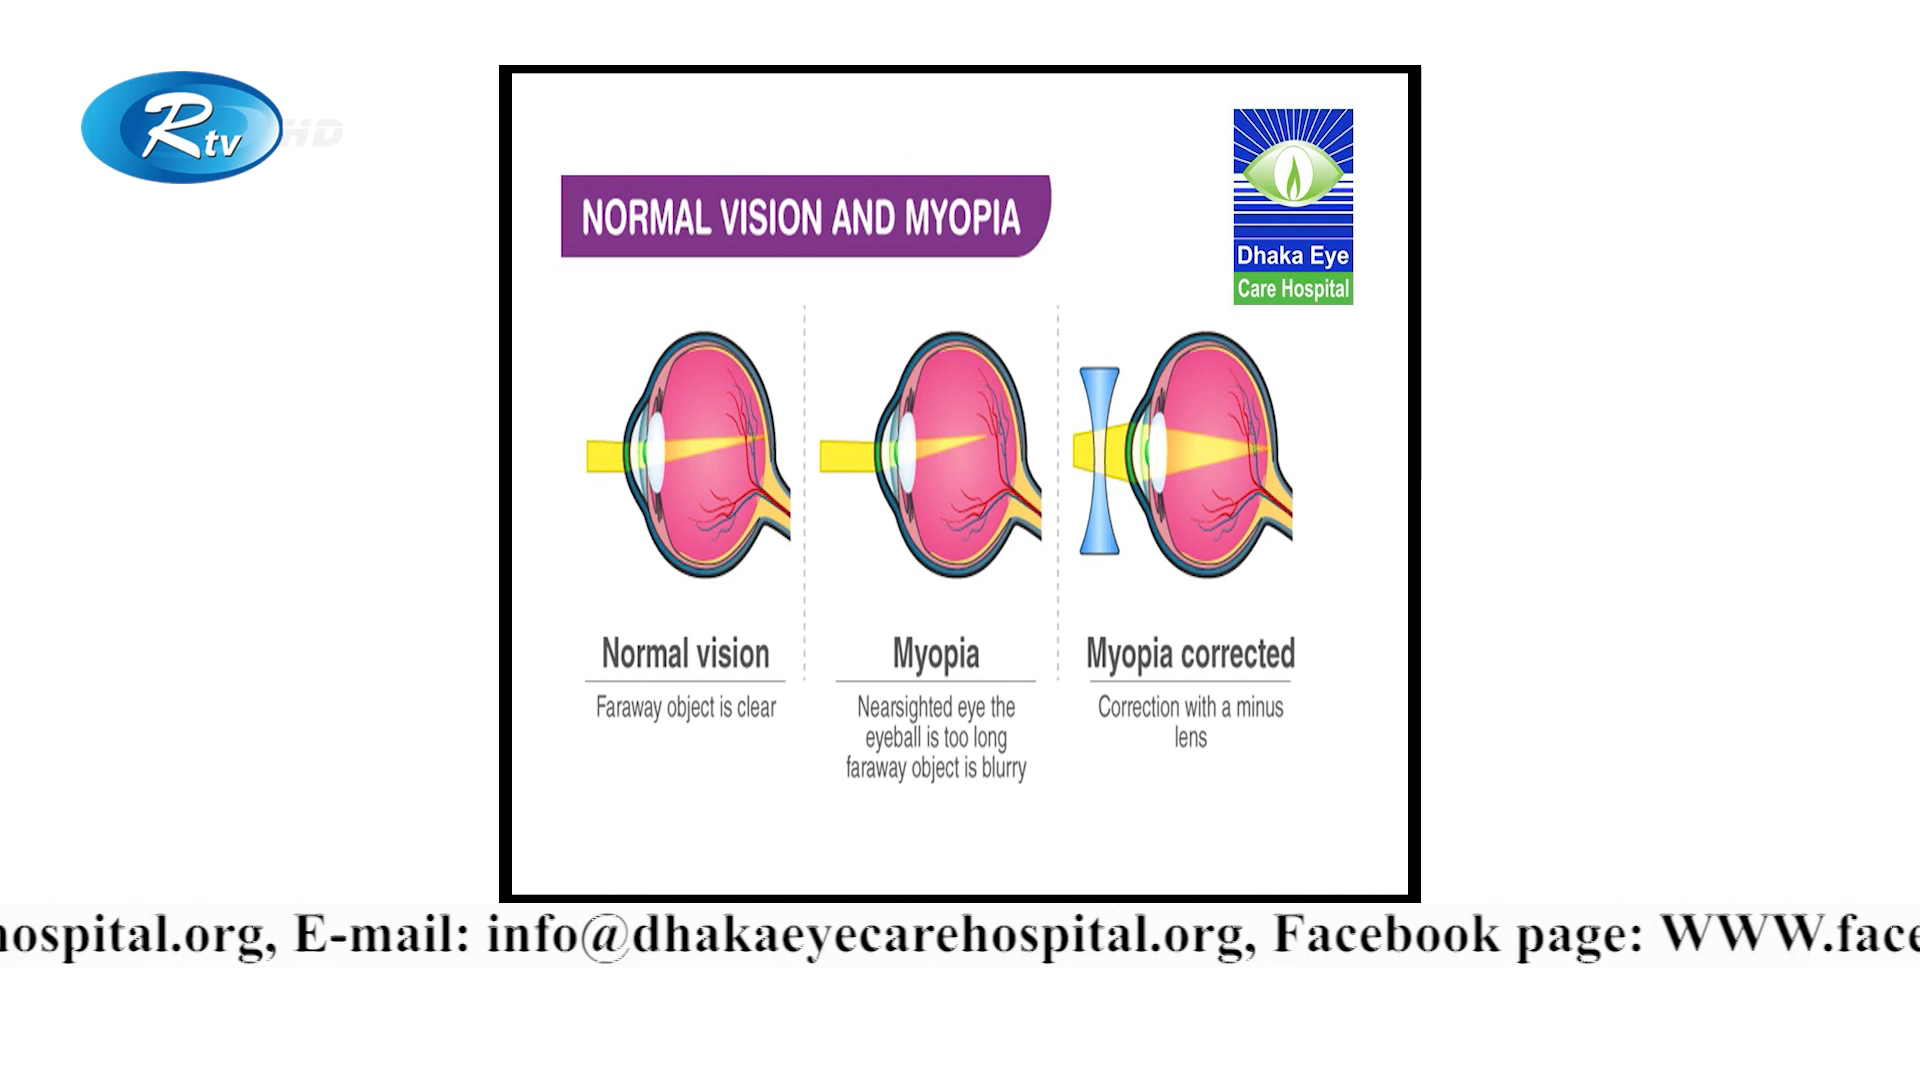 Rtv HD
NORMAL VISION AND MYOPIA
Dhaka Eye
Care Hospital
Normal vision
Faraway object is clear
Myopia
Nearsighted eye the
eyeball is too long
faraway object is blurry
Myopia corrected
Correction with a minus
lens
hospital.org, E-mail: info@dhakaeyecarehospital.org, Facebook page: WWW.face